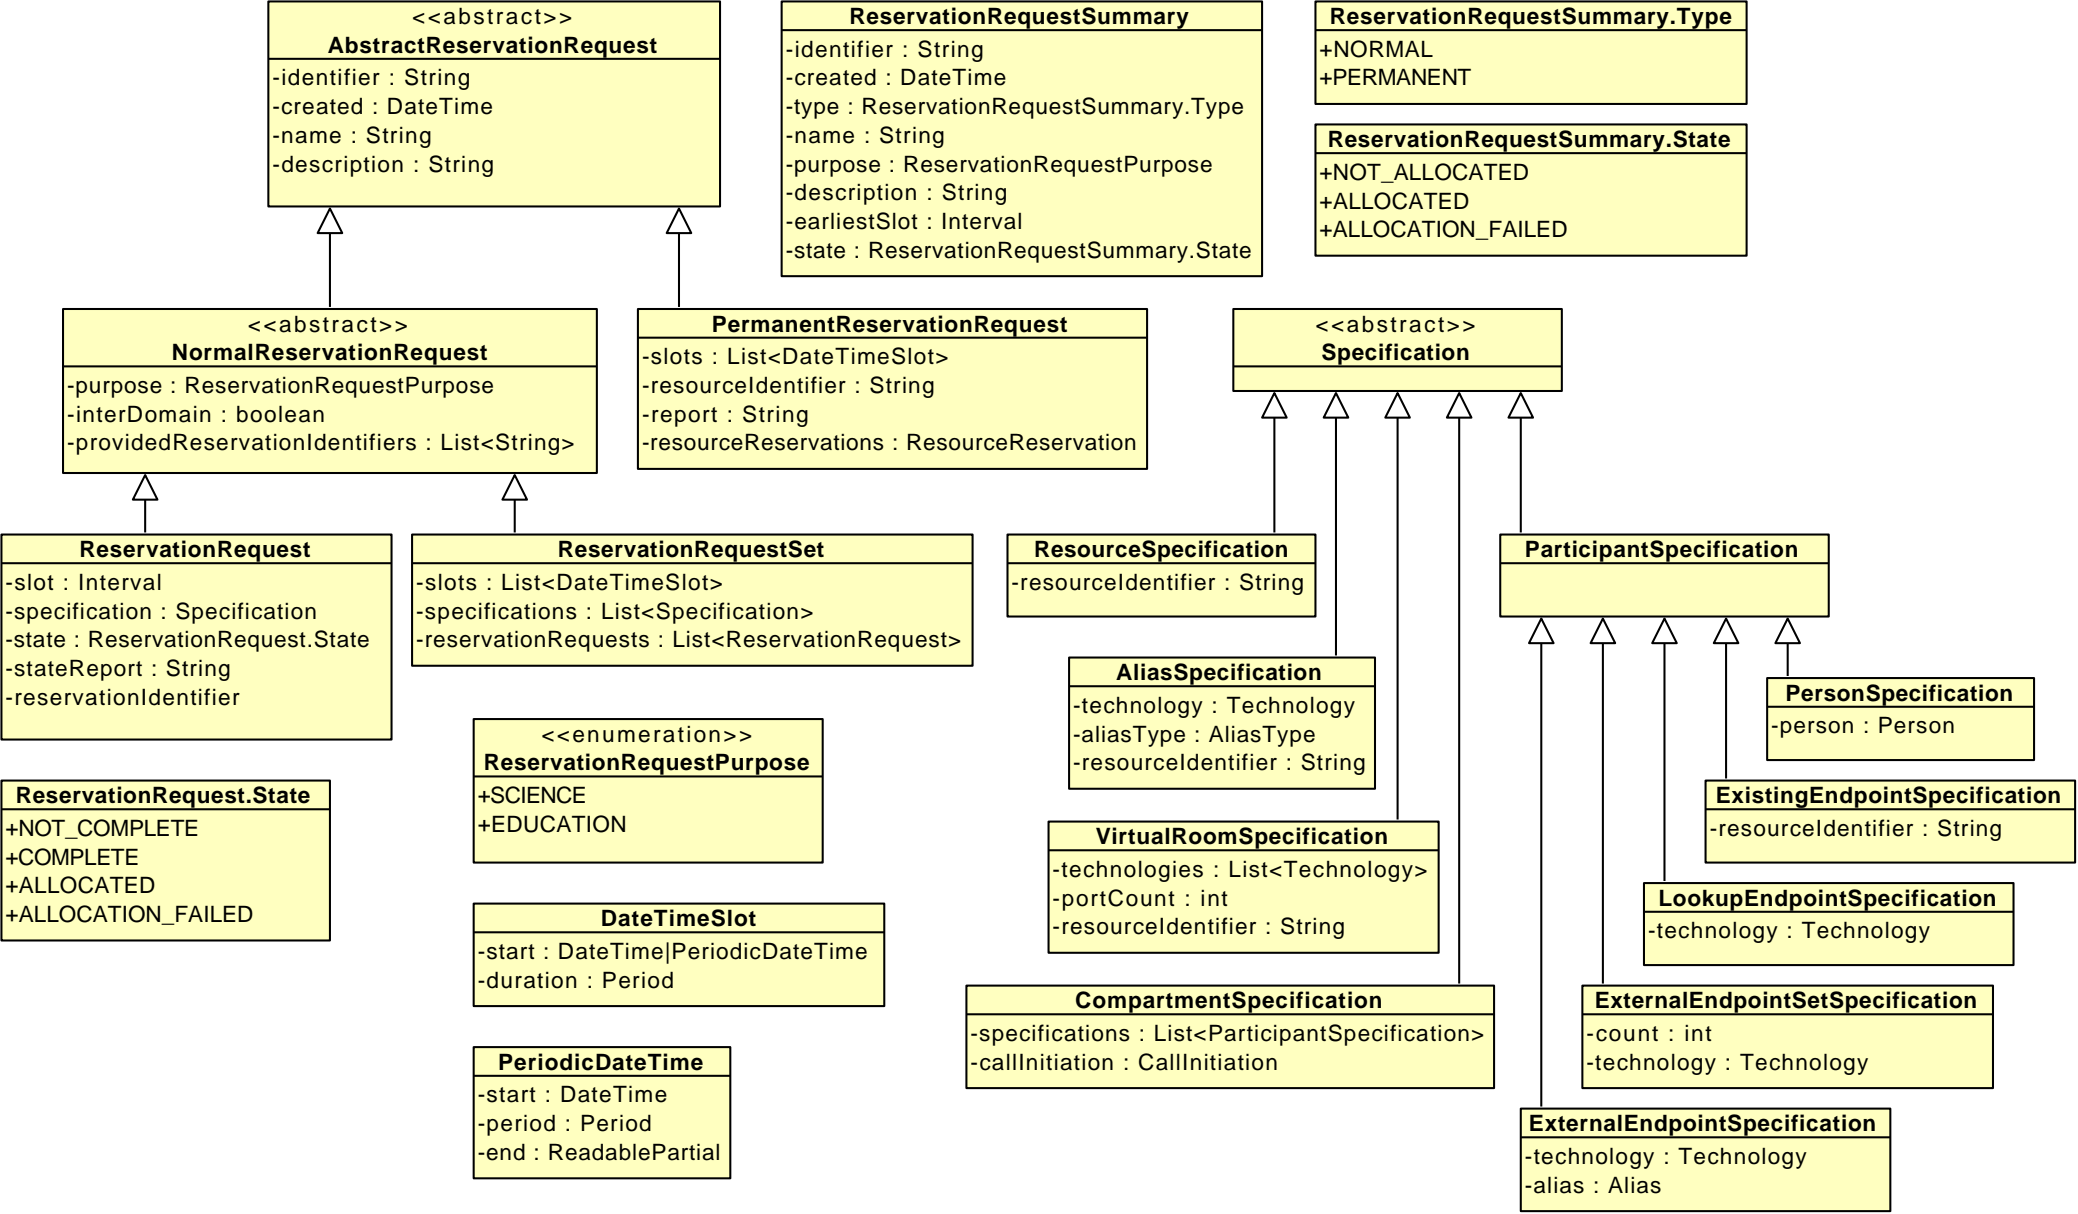 <<abstract>>
AbstractReservationRequest
-identifier : String
-created : DateTime
-name : String
-description : String
ReservationRequestSummary
-identifier : String
-created : DateTime
-type : ReservationRequestSummary.Type
-name : String
-purpose : ReservationRequestPurpose
-description : String
-earliestSlot : Interval
-state : ReservationRequestSummary.State
ReservationRequestSummary.Type
+NORMAL
+PERMANENT
ReservationRequestSummary.State
+NOT_ALLOCATED
+ALLOCATED
+ALLOCATION_FAILED
<<abstract>>
NormalReservationRequest
-purpose : ReservationRequestPurpose
-interDomain : boolean
-providedReservationIdentifiers : List<String>
PermanentReservationRequest
-slots : List<DateTimeSlot>
-resourceIdentifier : String
-report : String
-resourceReservations : ResourceReservation
<<abstract>>
Specification
ReservationRequest
-slot : Interval
-specification : Specification
-state : ReservationRequest.State
-stateReport : String
-reservationIdentifier
ReservationRequestSet
-slots : List<DateTimeSlot>
-specifications : List<Specification>
-reservationRequests : List<ReservationRequest>
ResourceSpecification
-resourceIdentifier : String
ParticipantSpecification
AliasSpecification
-technology : Technology
-aliasType : AliasType
-resourceIdentifier : String
PersonSpecification
-person : Person
<<enumeration>>
ReservationRequestPurpose
+SCIENCE
+EDUCATION
ReservationRequest.State
+NOT_COMPLETE
+COMPLETE
+ALLOCATED
+ALLOCATION_FAILED
ExistingEndpointSpecification
-resourceIdentifier : String
VirtualRoomSpecification
-technologies : List<Technology>
-portCount : int
-resourceIdentifier : String
LookupEndpointSpecification
-technology : Technology
DateTimeSlot
-start : DateTime|PeriodicDateTime
-duration : Period
CompartmentSpecification
-specifications : List<ParticipantSpecification>
-callInitiation : CallInitiation
ExternalEndpointSetSpecification
-count : int
-technology : Technology
PeriodicDateTime
-start : DateTime
-period : Period
-end : ReadablePartial
ExternalEndpointSpecification
-technology : Technology
-alias : Alias